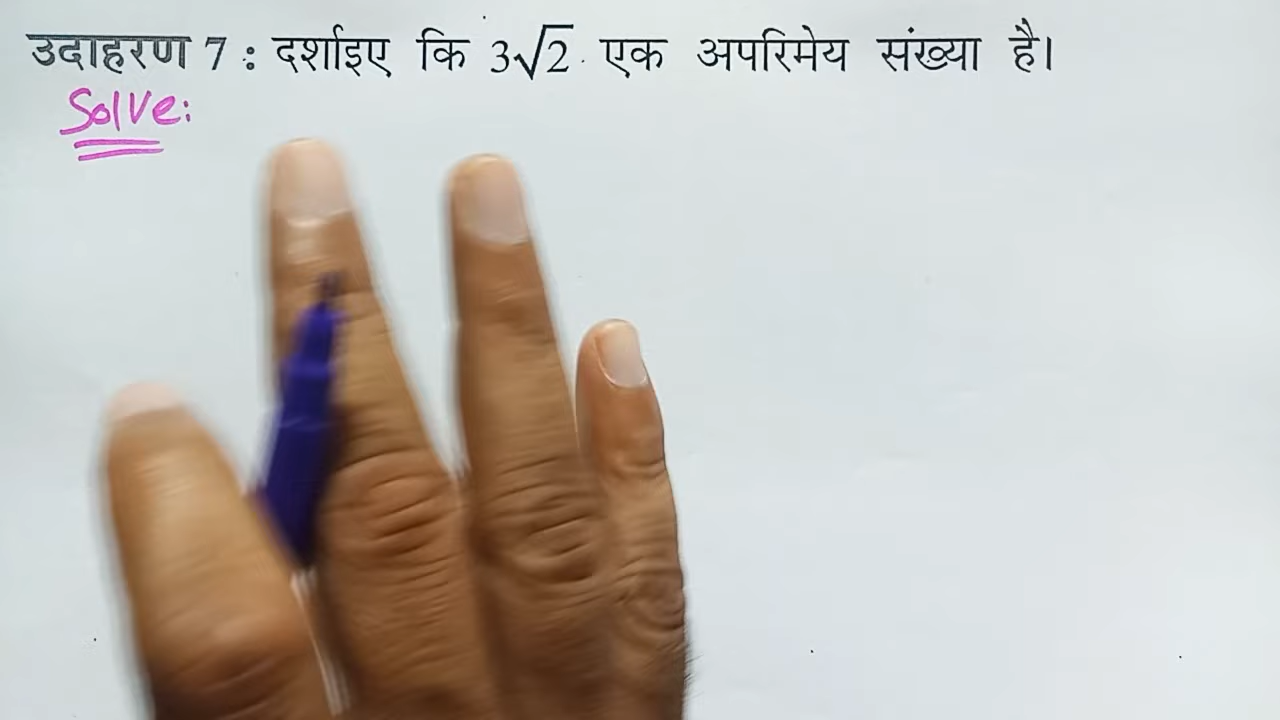 उदाहरण 7 : दर्शाइए कि 3√2 एक अपरिमेय संख्या है।
Solve: